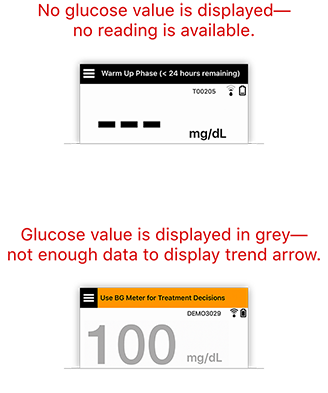 No glucose value is displayed—
no reading is available.
Warm Up Phase (< 24 hours remaining)
T00205
--- 
mg/dL
Glucose value is displayed in grey—
not enough data to display trend arrow.
Use BG Meter for Treatment Decisions
DEMO3029
100 mg/dL